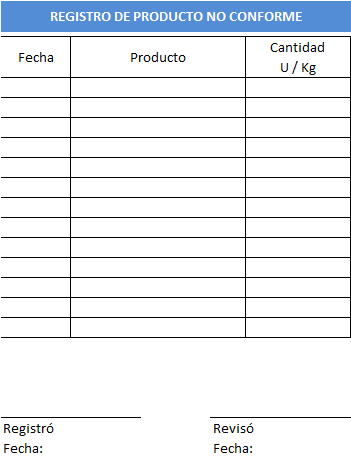 REGISTRO DE PRODUCTO NO CONFORME
Fecha Producto Cantidad
U / Kg
Registró Revisó
Fecha: Fecha: